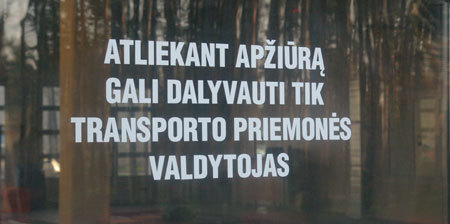 ATLIEKANT APŽIŪRĄ
GALI DALYVAUTI TIK
TRANSPORTO PRIEMONĖS
VALDYTOJAS